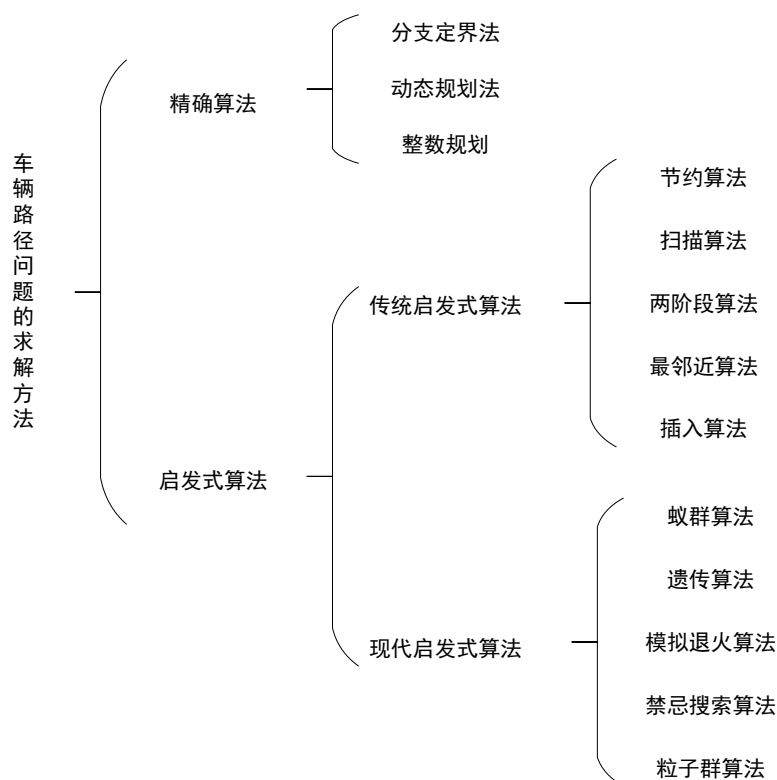 车辆路径问题的求解方法
精确算法
分支定界法
动态规划法
整数规划
启发式算法
传统启发式算法
节约算法
扫描算法
两阶段算法
最邻近算法
插入算法
现代启发式算法
蚁群算法
遗传算法
模拟退火算法
禁忌搜索算法
粒子群算法